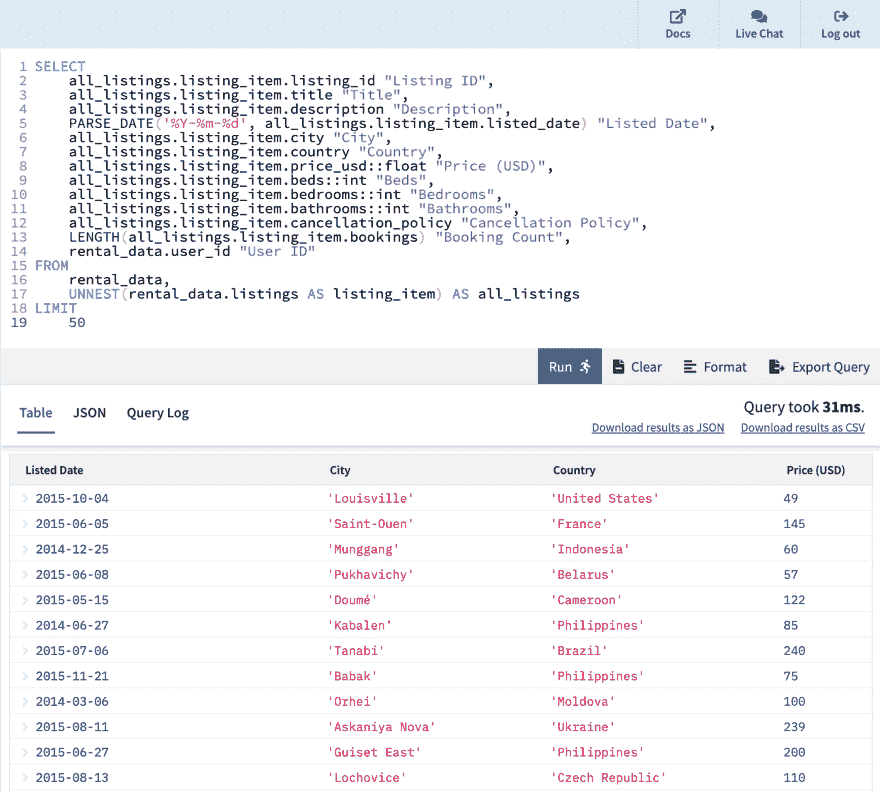 Docs Live Chat Log out
1 SELECT
2 all_listings.listing_item.listing_id "Listing ID",
3 all_listings.listing_item.title "Title",
4 all_listings.listing_item.description "Description",
5 PARSE_DATE('%Y-%m-%d', all_listings.listing_item.listed_date) "Listed Date",
6 all_listings.listing_item.city "City",
7 all_listings.listing_item.country "Country",
8 all_listings.listing_item.price_usd::float "Price (USD)",
9 all_listings.listing_item.beds::int "Beds",
10 all_listings.listing_item.bedrooms::int "Bedrooms",
11 all_listings.listing_item.bathrooms::int "Bathrooms",
12 all_listings.listing_item.cancellation_policy "Cancellation Policy",
13 LENGTH(all_listings.listing_item.bookings) "Booking Count",
14 rental_data.user_id "User ID"
15 FROM
16 rental_data,
17 UNNEST(rental_data.listings AS listing_item) AS all_listings
18 LIMIT
19 50
Run Clear Format Export Query
Table JSON Query Log
Query took 31ms.
Download results as JSON Download results as CSV
Listed Date City Country Price (USD)
2015-10-04 'Louisville' 'United States' 49
2015-06-05 'Saint-Ouen' 'France' 145
2014-12-25 'Munggang' 'Indonesia' 60
2015-06-08 'Pukhavichy' 'Belarus' 57
2015-05-15 'Doumé' 'Cameroon' 122
2014-06-27 'Kabalen' 'Philippines' 85
2015-07-06 'Tanabi' 'Brazil' 240
2015-11-21 'Babak' 'Philippines' 75
2014-03-06 'Orhei' 'Moldova' 100
2015-08-11 'Askaniya Nova' 'Ukraine' 239
2015-06-27 'Guiset East' 'Philippines' 200
2015-08-13 'Lochovice' 'Czech Republic' 110